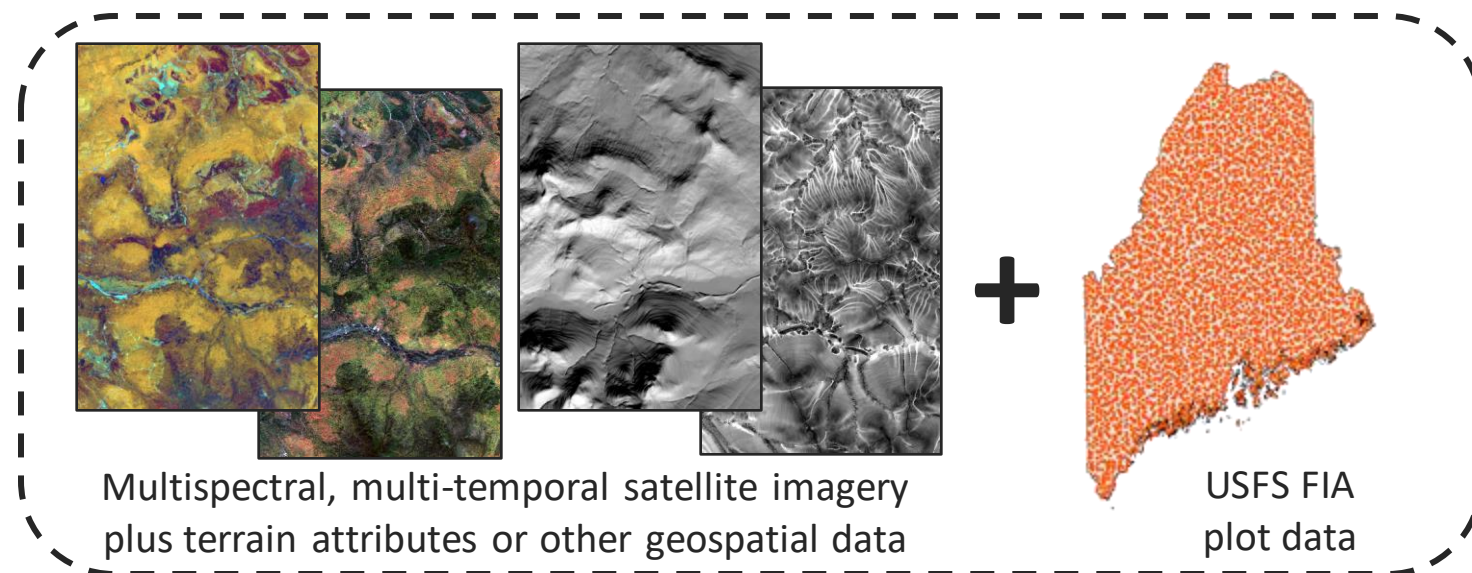 Multispectral, multi-temporal satellite imagery
plus terrain attributes or other geospatial data
USFS FIA
plot data